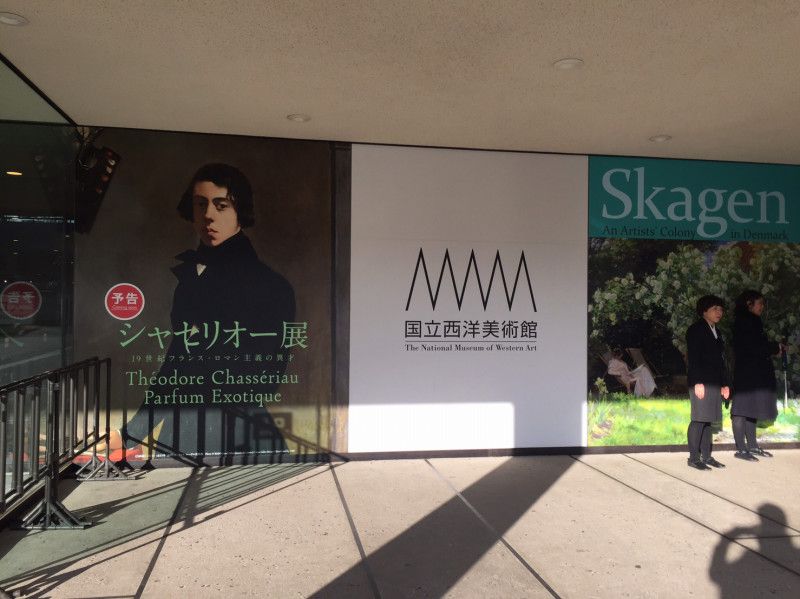 予告
Coming soon
シャセリオー展
19世紀フランス・ロマン主義の異才
Théodore Chassériau
Parfum Exotique
国立西洋美術館
The National Museum of Western Art
Skagen
An Artists' Colony in Denmark